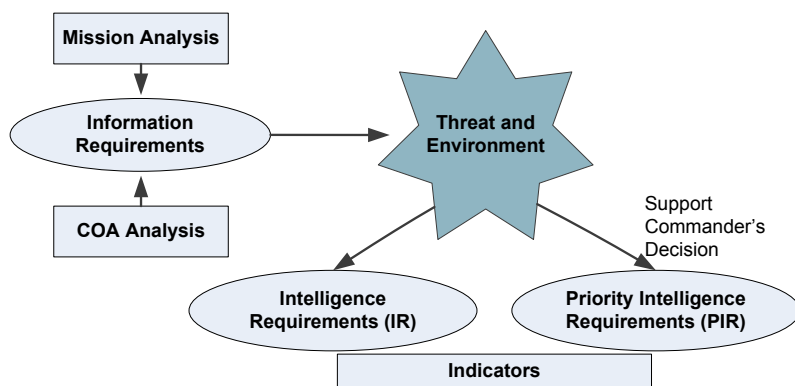 Mission Analysis
Information
Requirements
COA Analysis
Threat and
Environment
Support
Commander's
Decision
Intelligence
Requirements (IR)
Priority Intelligence
Requirements (PIR)
Indicators